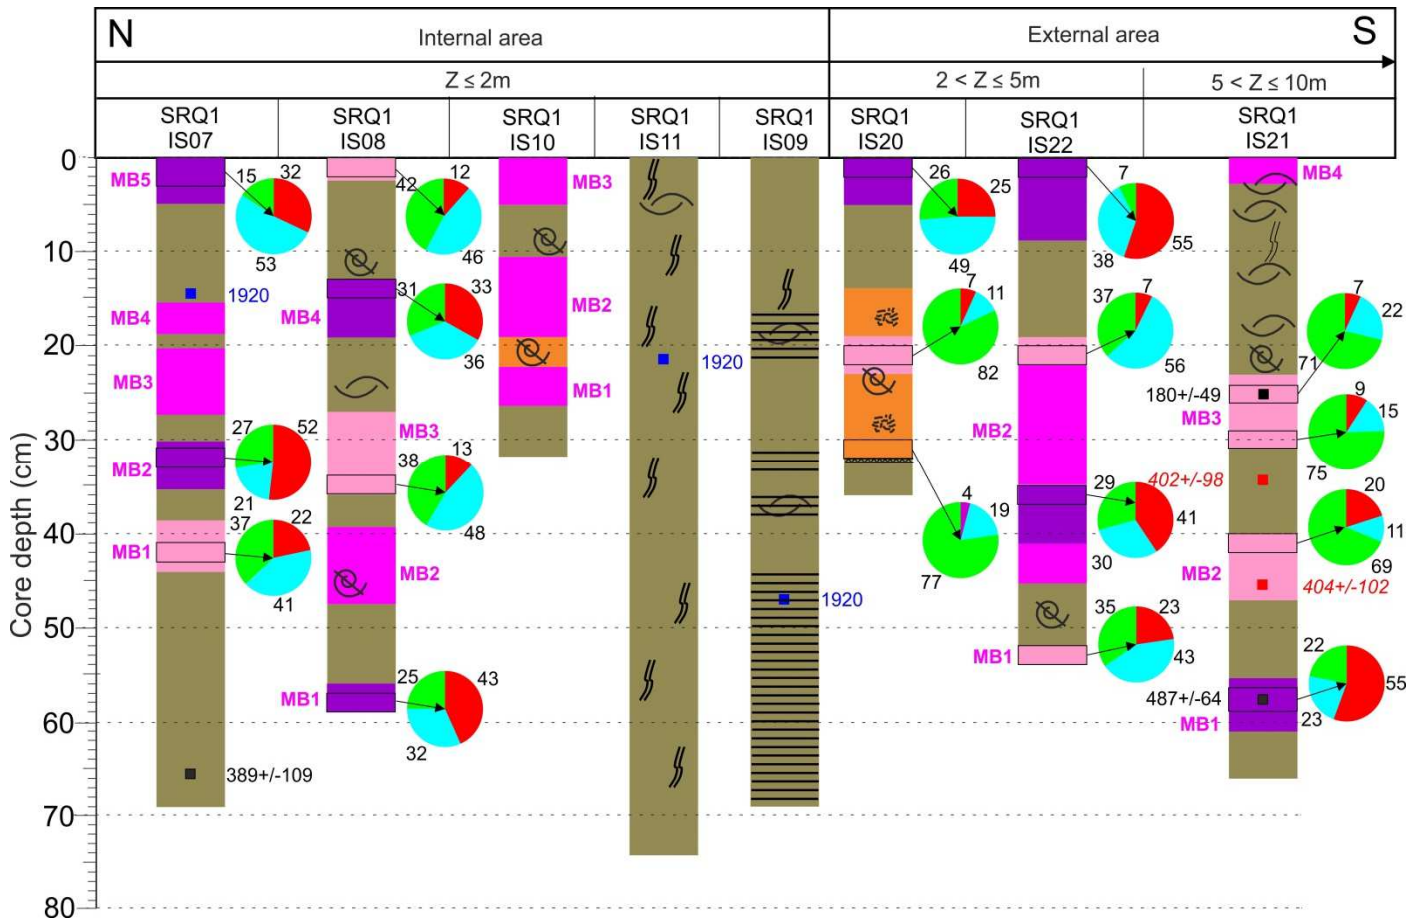 N
Internal area
External area
S
Z ≤ 2m
2 < Z ≤ 5m
5 < Z ≤ 10m
SRQ1
IS07
SRQ1
IS08
SRQ1
IS10
SRQ1
IS11
SRQ1
IS09
SRQ1
IS20
SRQ1
IS22
SRQ1
IS21
Core depth (cm)
0
10
20
30
40
50
60
70
80
MB5
15
32
53
1920
MB4
MB3
27
52
MB2
21
37
22
MB1
41
389+/-109
42
12
46
31
33
MB4
36
MB3
38
13
48
MB2
25
43
MB1
32
MB3
MB2
MB1
1920
1920
26
25
49
7
11
82
4
19
77
7
55
38
37
7
56
MB2
29
41
30
35
23
MB1
43
MB4
7
22
71
180+/-49
MB3
9
15
75
402+/-98
20
11
69
MB2
404+/-102
22
55
487+/-64
23
MB1